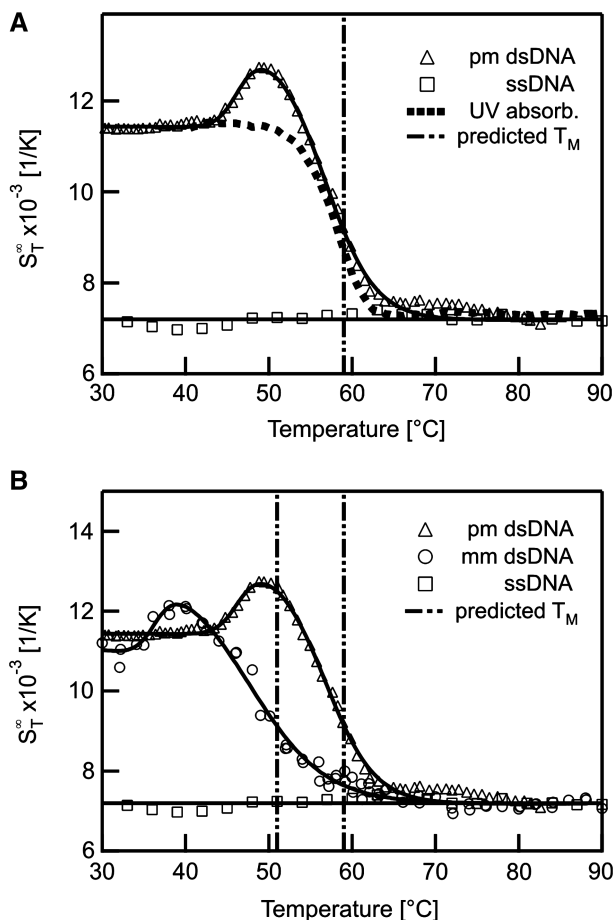 A
S_T^∞ x10^-3 [1/K]
12
10
8
6
pm dsDNA
ssDNA
UV absorb.
predicted T_M
30 40 50 60 70 80 90
Temperature [°C]
B
S_T^∞ x10^-3 [1/K]
14
12
10
8
6
pm dsDNA
mm dsDNA
ssDNA
predicted T_M
30 40 50 60 70 80 90
Temperature [°C]